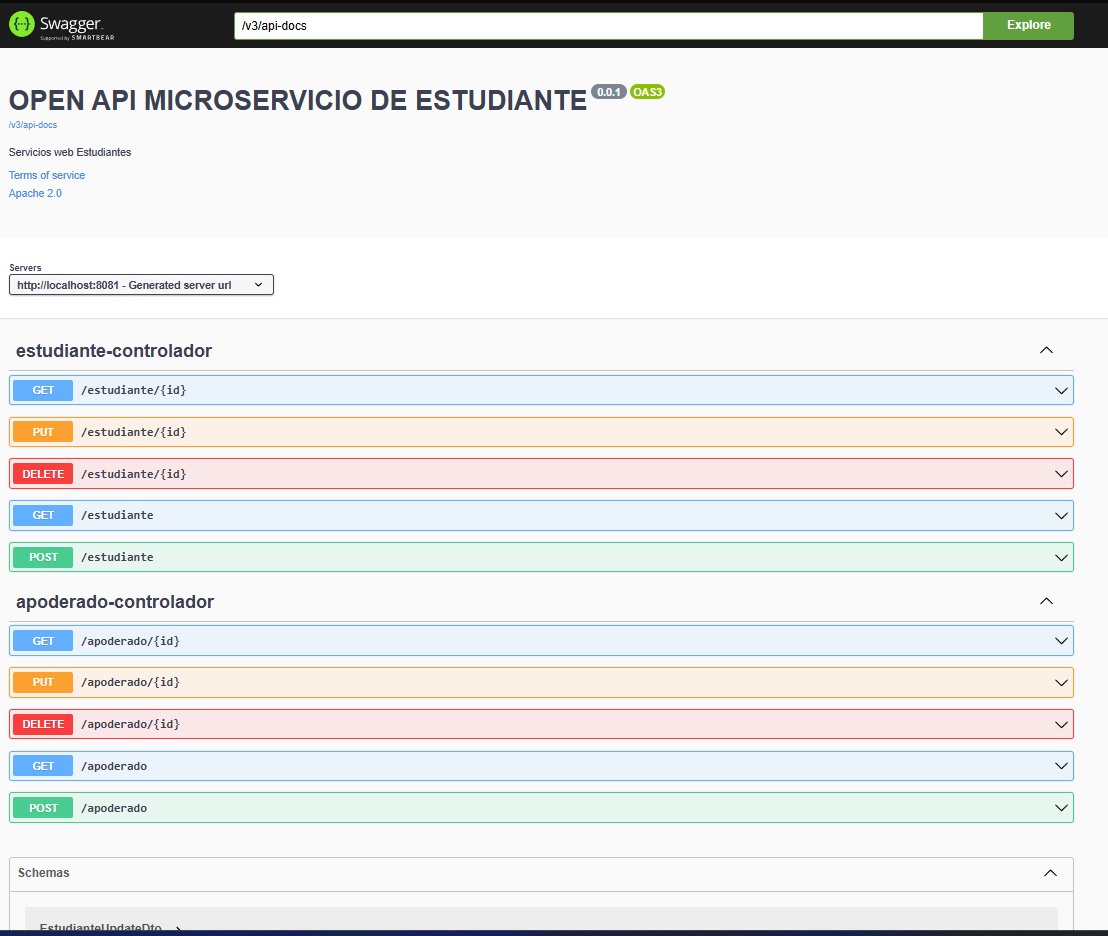 Swagger.
Supported by SMARTBEAR
/v3/api-docs
Explore
OPEN API MICROSERVICIO DE ESTUDIANTE 0.0.1 OAS3
/v3/api-docs
Servicios web Estudiantes
Terms of service
Apache 2.0
Servers
http://localhost:8081 - Generated server url
estudiante-controlador
GET /estudiante/{id}
PUT /estudiante/{id}
DELETE /estudiante/{id}
GET /estudiante
POST /estudiante
apoderado-controlador
GET /apoderado/{id}
PUT /apoderado/{id}
DELETE /apoderado/{id}
GET /apoderado
POST /apoderado
Schemas
EstudianteUpdateDto